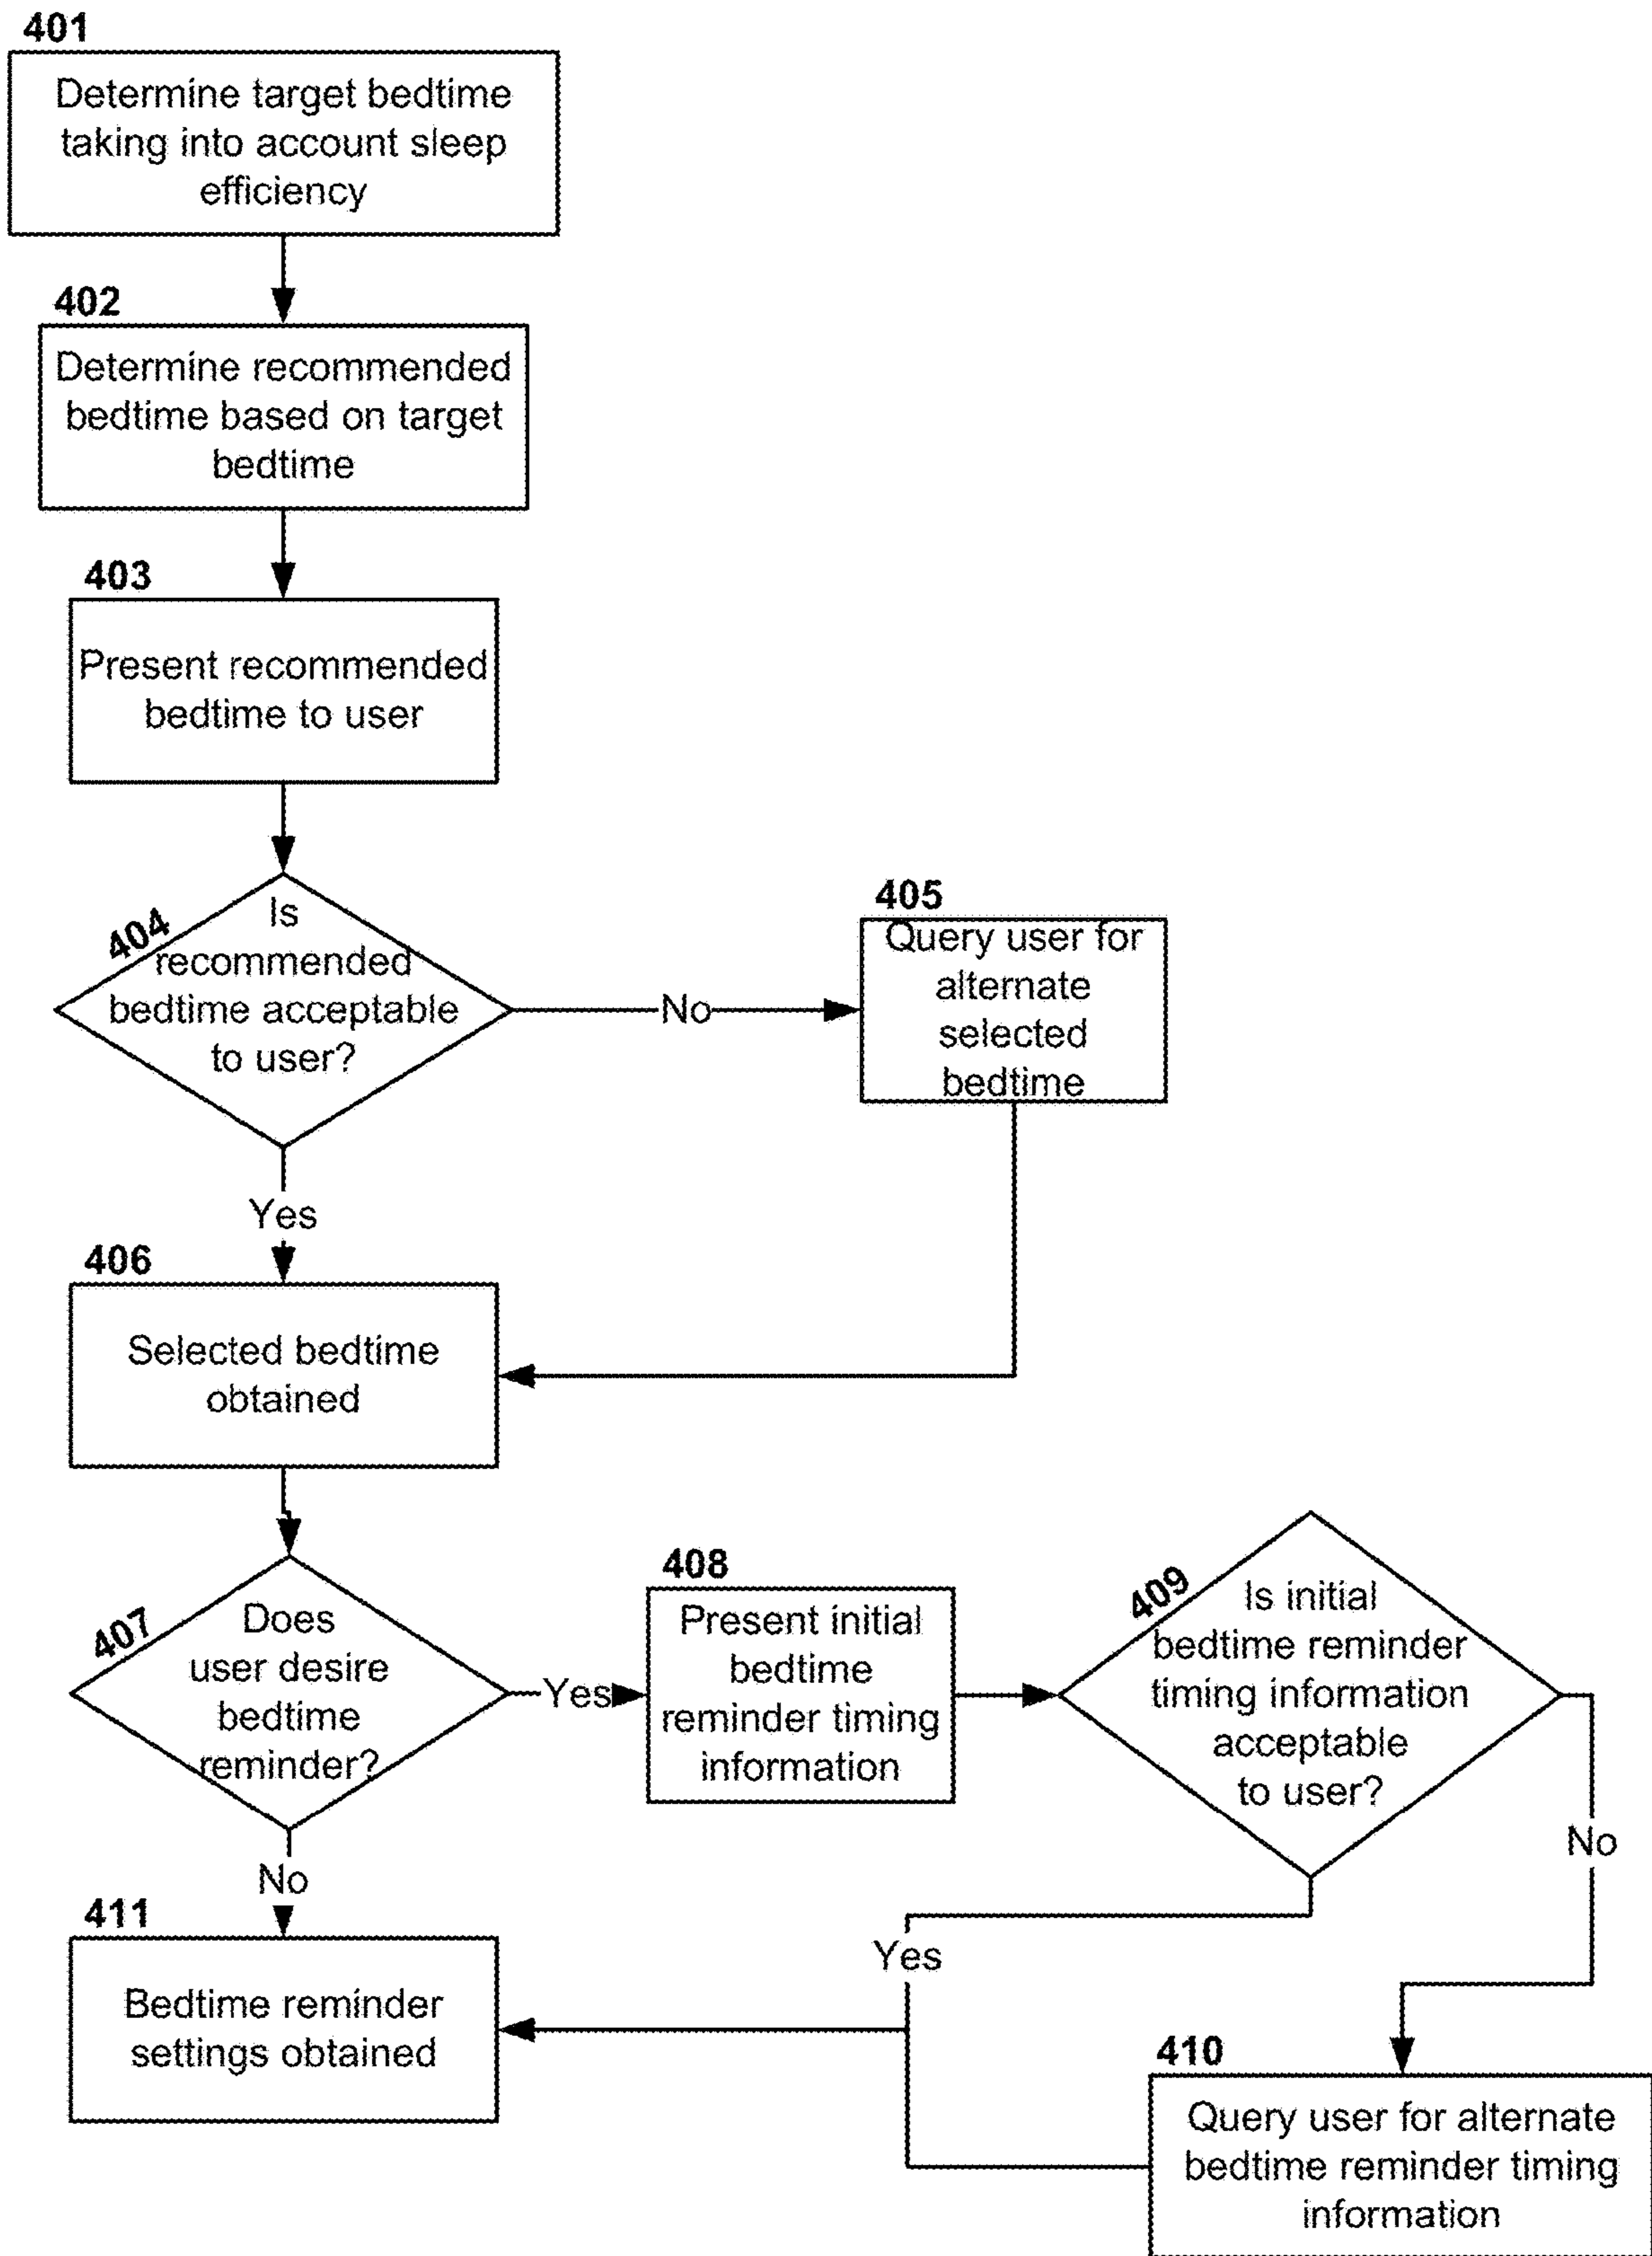 401
Determine target bedtime
taking into account sleep
efficiency
402
Determine recommended
bedtime based on target
bedtime
403
Present recommended
bedtime to user
404
Is
recommended
bedtime acceptable
to user?
No
405
Query user for
alternate
selected
bedtime
Yes
406
Selected bedtime
obtained
407
Does
user desire
bedtime
reminder?
Yes
408
Present initial
bedtime
reminder timing
information
409
Is initial
bedtime reminder
timing information
acceptable
to user?
No
No
Yes
411
Bedtime reminder
settings obtained
410
Query user for alternate
bedtime reminder timing
information